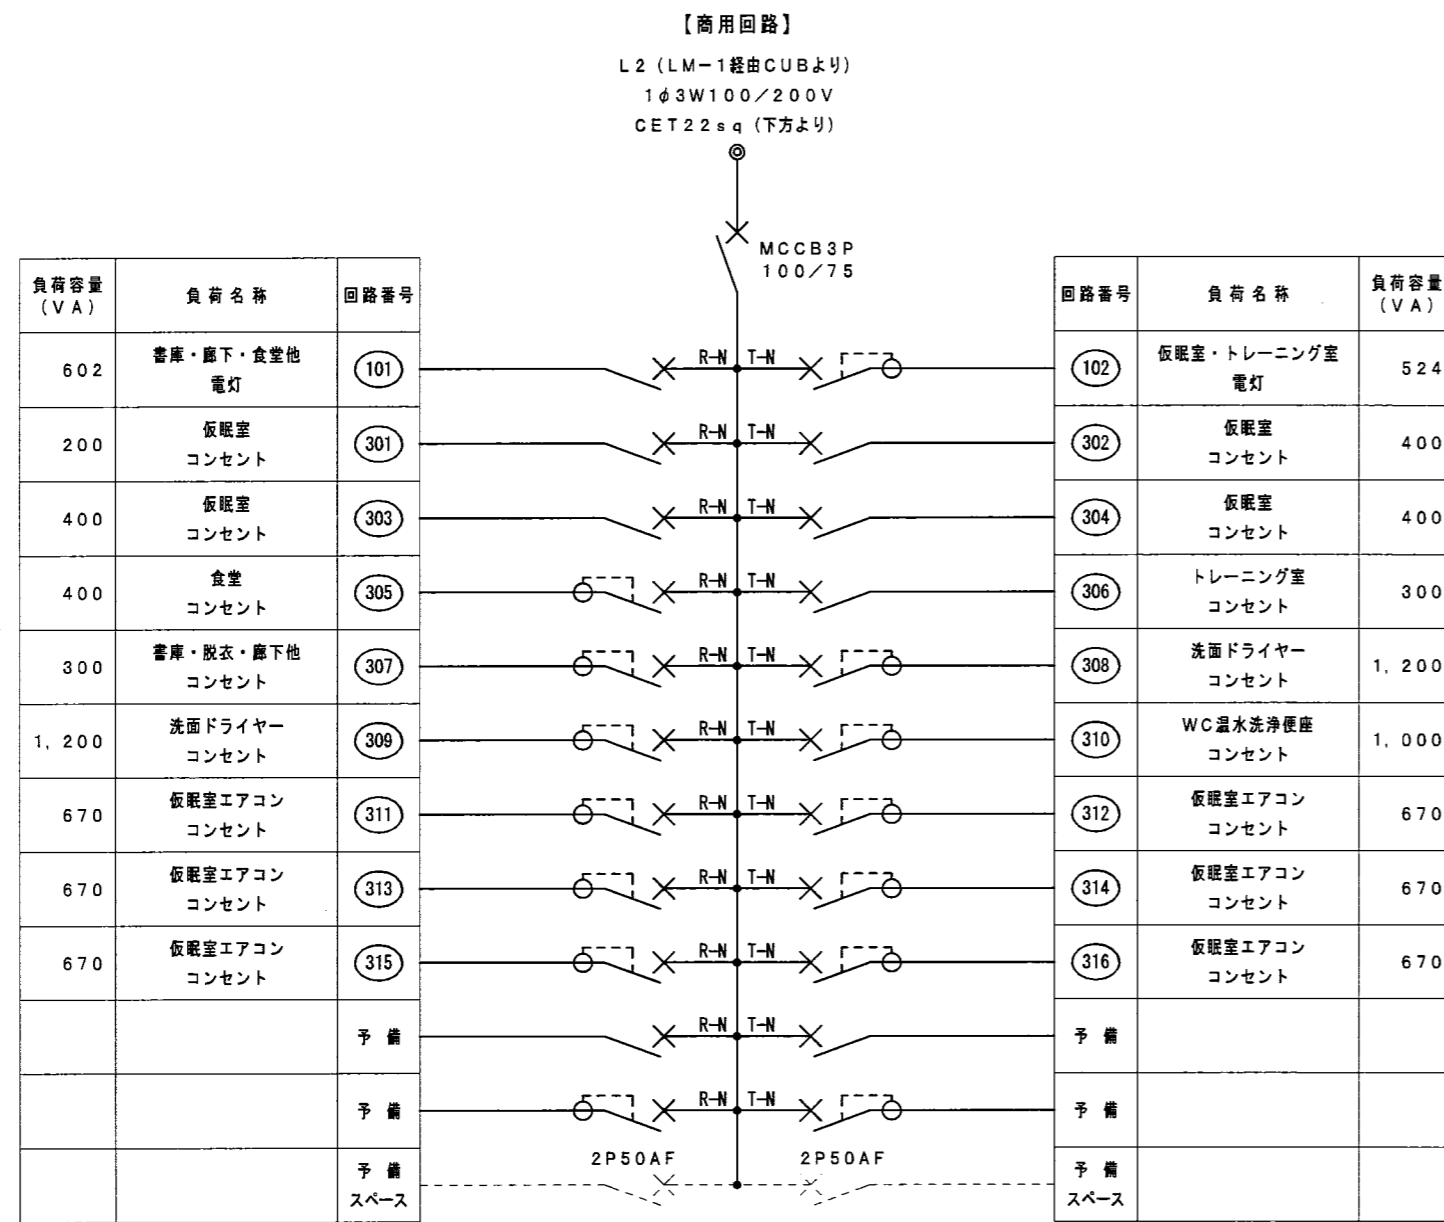 【商用回路】
L2(LM-1経由CUBより)
1φ3W100/200V
CET22sq(下方より)
MCCB3P
100/75
負荷容量
(VA)
負荷名称
回路番号
回路番号
負荷名称
負荷容量
(VA)
602
書庫・廊下・食堂他
電灯
101
R-N
T-N
102
仮眠室・トレーニング室
電灯
524
200
仮眠室
コンセント
301
R-N
T-N
302
仮眠室
コンセント
400
400
仮眠室
コンセント
303
R-N
T-N
304
仮眠室
コンセント
400
400
食堂
コンセント
305
R-N
T-N
306
トレーニング室
コンセント
300
300
書庫・脱衣・廊下他
コンセント
307
R-N
T-N
308
洗面ドライヤー
コンセント
1,200
1,200
洗面ドライヤー
コンセント
309
R-N
T-N
310
WC温水洗浄便座
コンセント
1,000
670
仮眠室エアコン
コンセント
311
R-N
T-N
312
仮眠室エアコン
コンセント
670
670
仮眠室エアコン
コンセント
313
R-N
T-N
314
仮眠室エアコン
コンセント
670
670
仮眠室エアコン
コンセント
315
R-N
T-N
316
仮眠室エアコン
コンセント
670
予備
R-N
T-N
予備
予備
R-N
T-N
予備
予備
スペース
2P50AF
2P50AF
予備
スペース